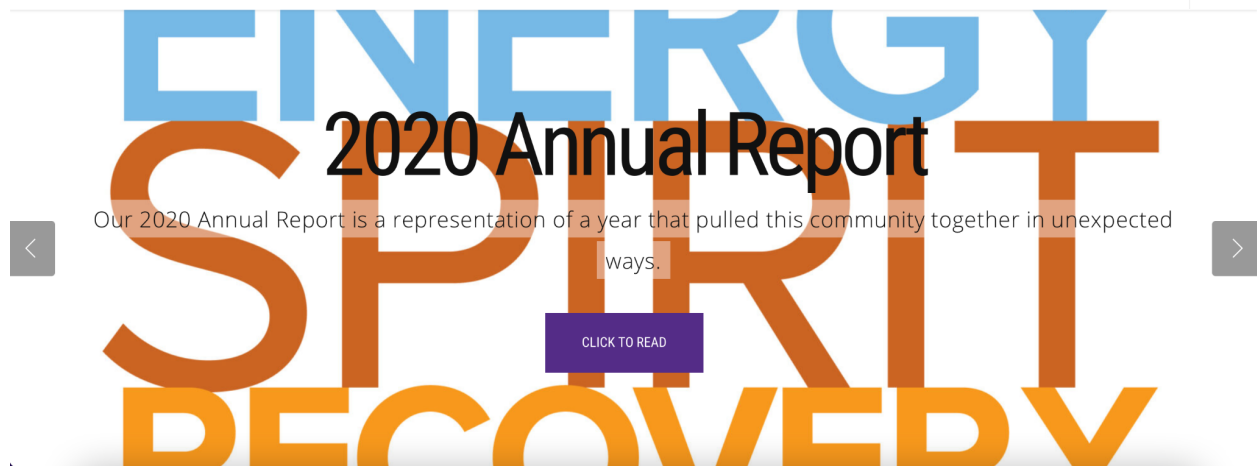 ENERGY
2020 Annual Report
SPIRIT
Our 2020 Annual Report is a representation of a year that pulled this community together in unexpected
ways.
CLICK TO READ
RECOVERY